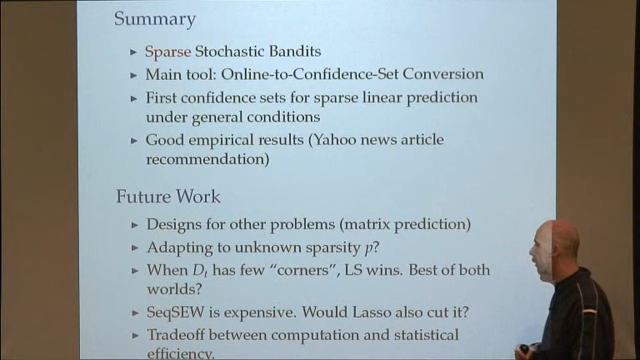 Summary
Sparse Stochastic Bandits
Main tool: Online-to-Confidence-Set Conversion
First confidence sets for sparse linear prediction
under general conditions
Good empirical results (Yahoo news article
recommendation)
Future Work
Designs for other problems (matrix prediction)
Adapting to unknown sparsity p?
When Dt has few “corners”, LS wins. Best of both
worlds?
SeqSEW is expensive. Would Lasso also cut it?
Tradeoff between computation and statistical
efficiency.